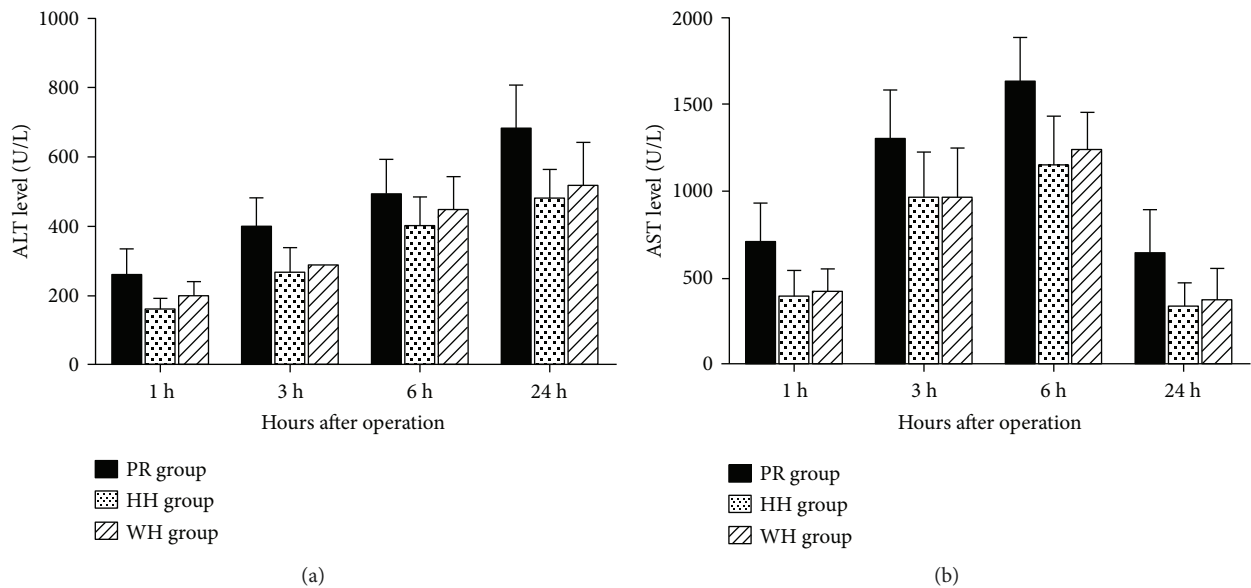 ALT level (U/L)
1000
800
600
400
200
0
1 h 3 h 6 h 24 h
Hours after operation
PR group
HH group
WH group
(a)
AST level (U/L)
2000
1500
1000
500
0
1 h 3 h 6 h 24 h
Hours after operation
PR group
HH group
WH group
(b)